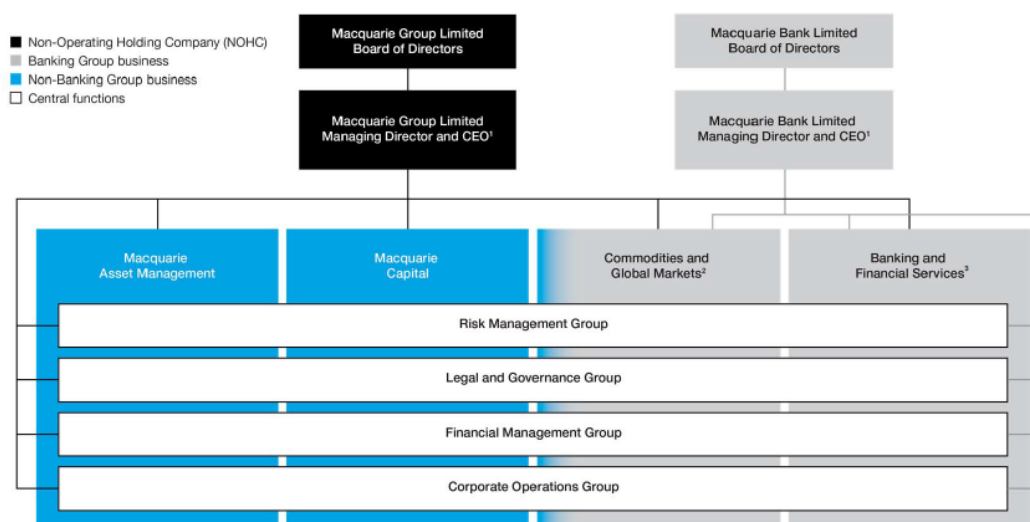 Non-Operating Holding Company (NOHC)
Banking Group business
Non-Banking Group business
Central functions
Macquarie Group Limited
Board of Directors
Macquarie Bank Limited
Board of Directors
Macquarie Group Limited
Managing Director and CEO¹
Macquarie Bank Limited
Managing Director and CEO¹
Macquarie
Asset Management
Macquarie
Capital
Commodities and
Global Markets²
Banking and
Financial Services³
Risk Management Group
Legal and Governance Group
Financial Management Group
Corporate Operations Group